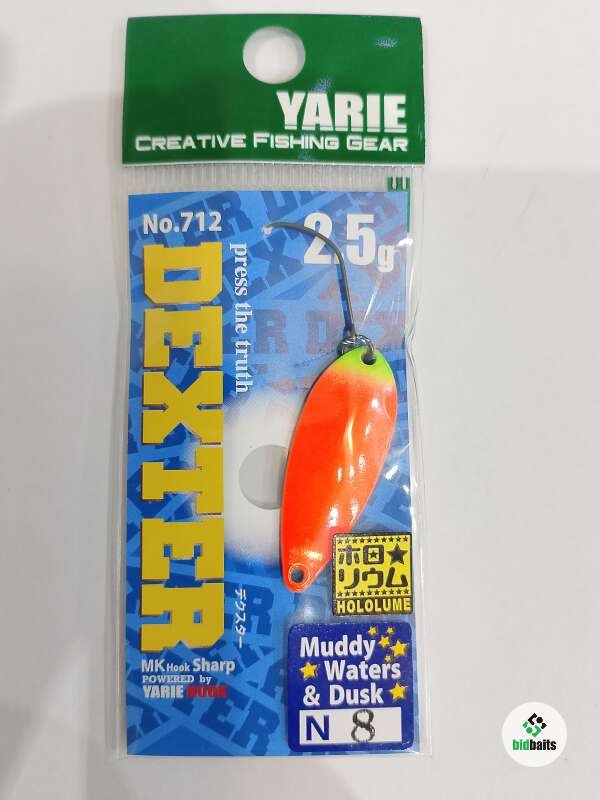 YARIE
CREATIVE FISHING GEAR
No.712
2.5g
DEXTER
press the truth
デクスター
MK Hook Sharp
POWERED by
YARIE HOOK
ホロ★
リウム
HOLOLUME
Muddy
Waters
& Dusk
N 8
bidbaits